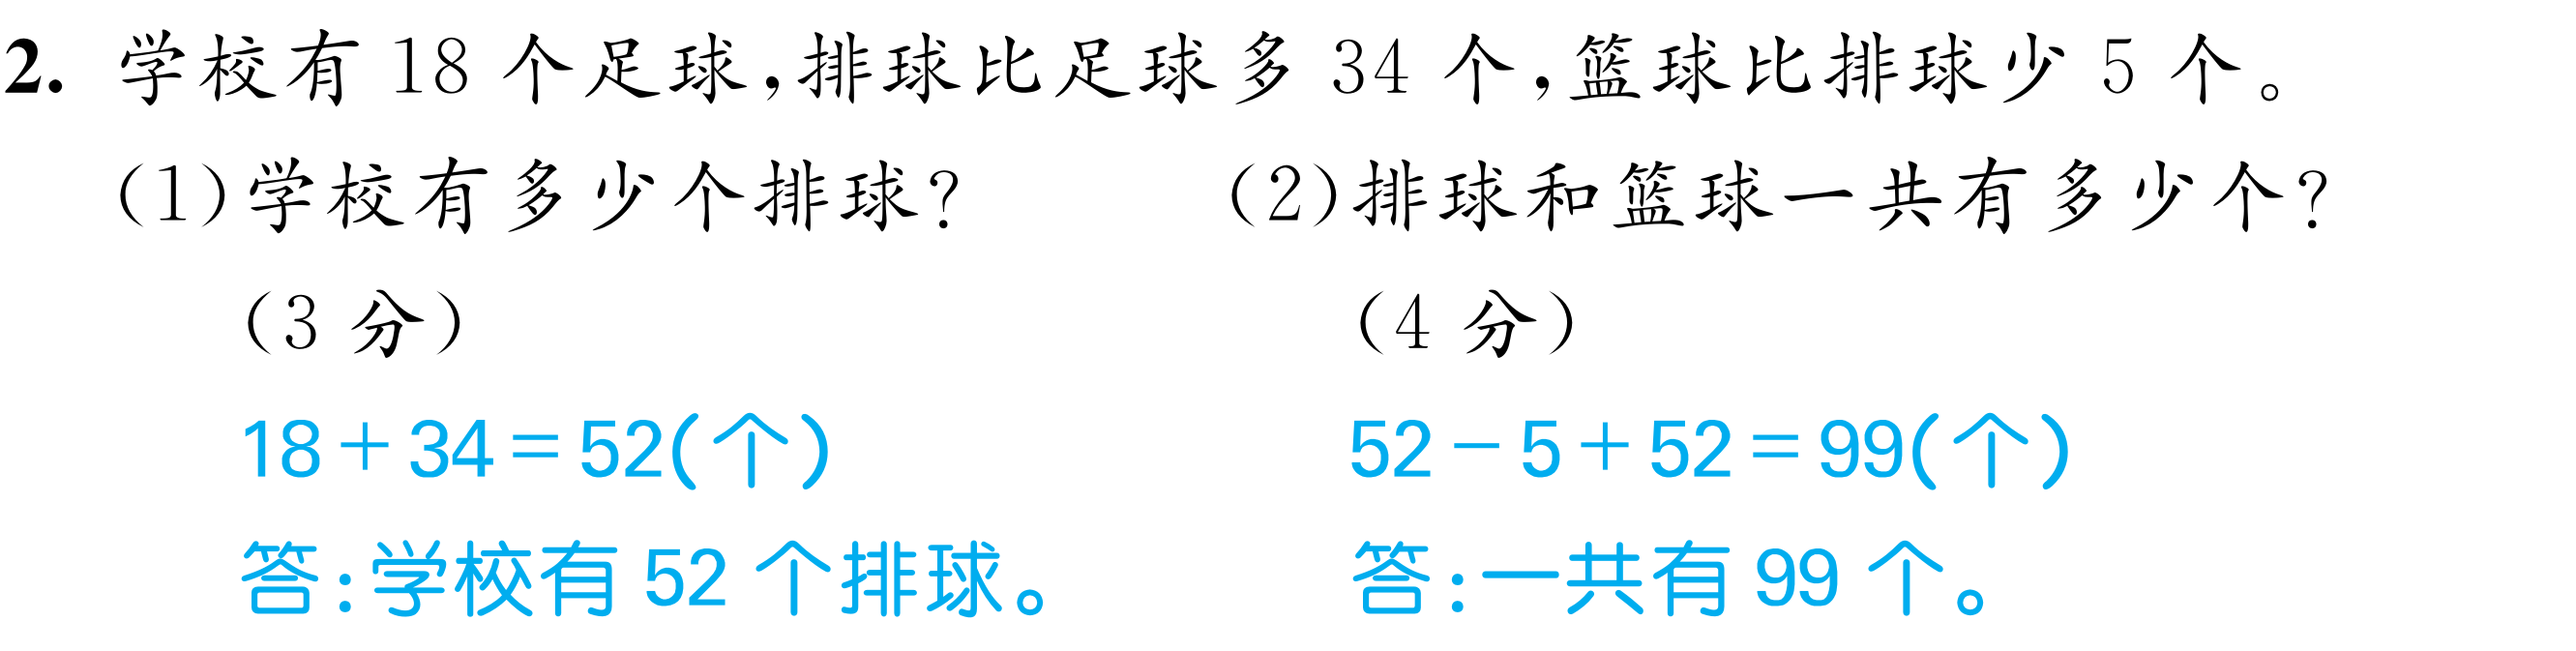 2. 学校有 18 个足球,排球比足球多 34 个,篮球比排球少 5 个。
(1)学校有多少个排球? (2)排球和篮球一共有多少个?
(3 分) (4 分)
18+34=52(个) 52-5+52=99(个)
答:学校有 52 个排球。 答:一共有 99 个。